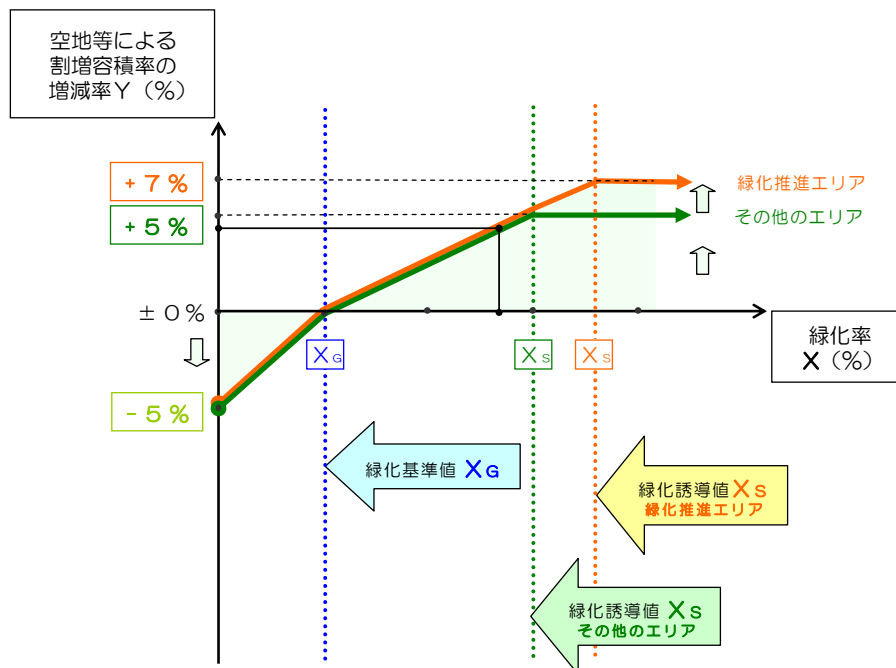 空地等による
割増容積率の
増減率Y（%）
+7%
+5%
±0%
-5%
緑化推進エリア
その他のエリア
XG
XS
XS
緑化率
X（%）
緑化基準値 XG
緑化誘導値 XS
緑化推進エリア
緑化誘導値 XS
その他のエリア